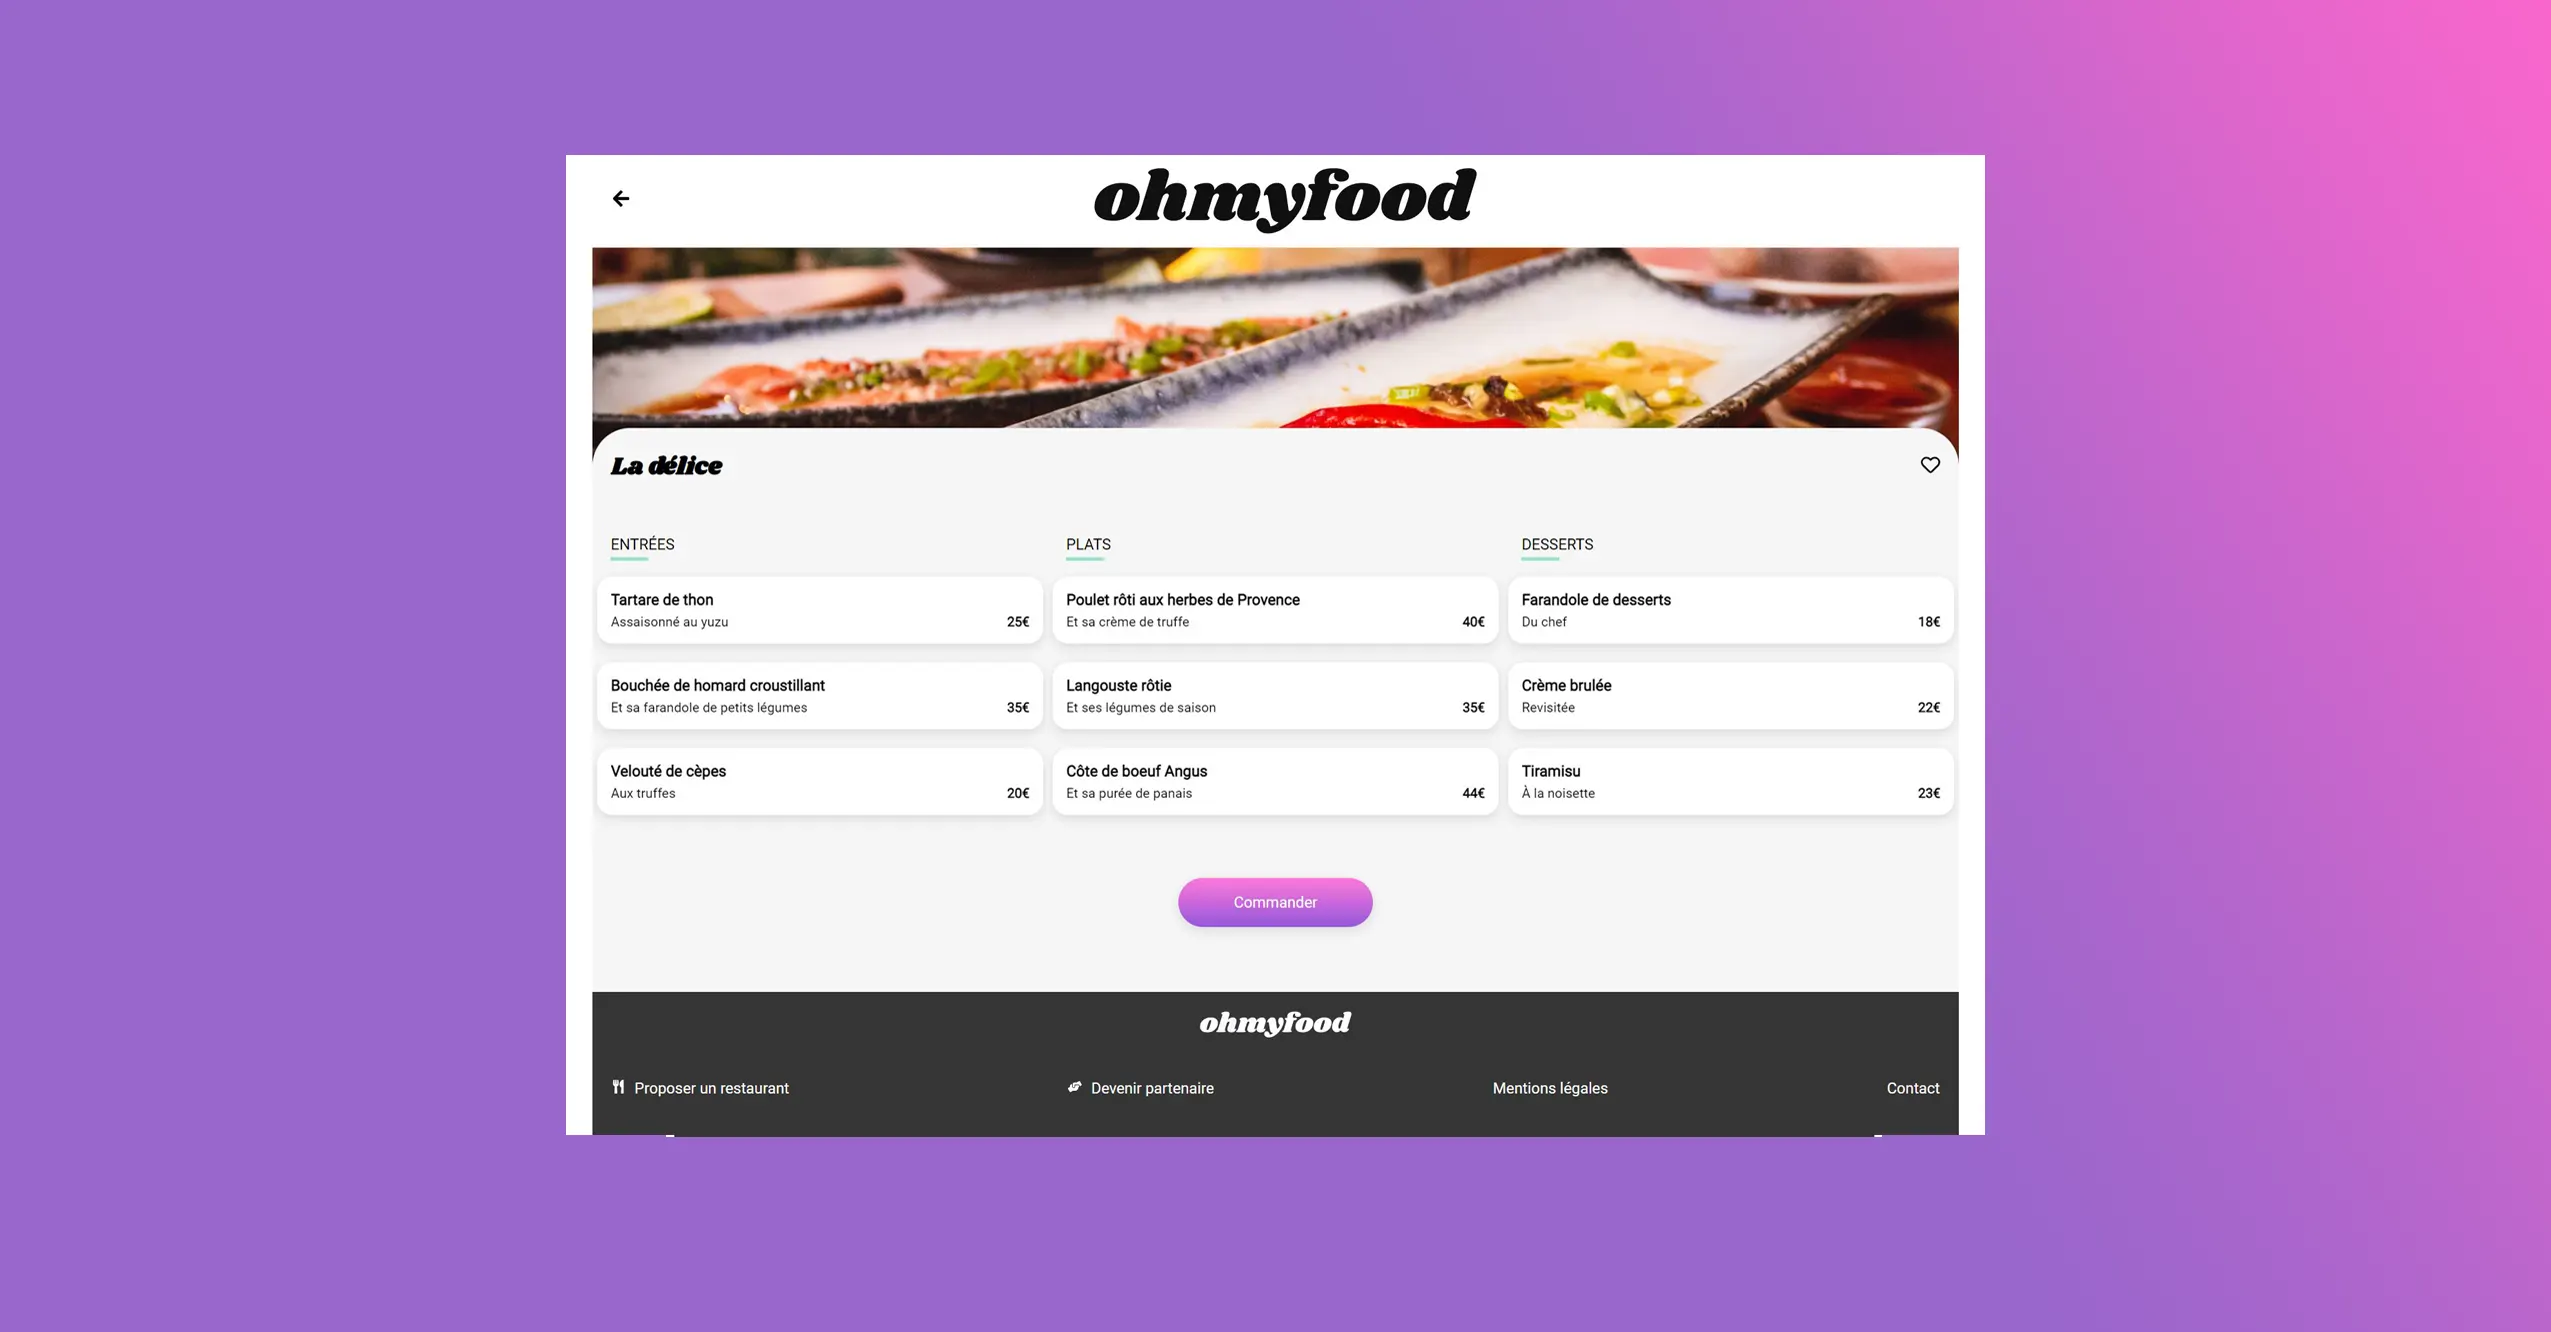 ohmyfood
La délice
ENTRÉES
Tartare de thon
Assaisonné au yuzu
25€
Bouchée de homard croustillant
Et sa farandole de petits légumes
35€
Velouté de cèpes
Aux truffes
20€
PLATS
Poulet rôti aux herbes de Provence
Et sa crème de truffe
40€
Langouste rôtie
Et ses légumes de saison
35€
Côte de boeuf Angus
Et sa purée de panais
44€
DESSERTS
Farandole de desserts
Du chef
18€
Crème brulée
Revisitée
22€
Tiramisu
À la noisette
23€
Commander
ohmyfood
Proposer un restaurant
Devenir partenaire
Mentions légales
Contact